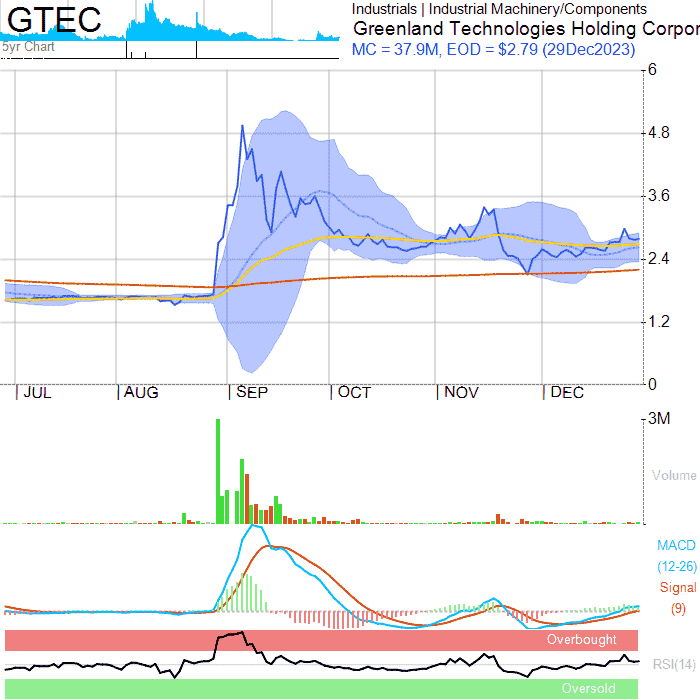 GTEC
5yr Chart
Industrials | Industrial Machinery/Components
Greenland Technologies Holding Corpor
MC = 37.9M, EOD = $2.79 (29Dec2023)
6
4.8
3.6
2.4
1.2
0
JUL
AUG
SEP
OCT
NOV
DEC
3M
Volume
MACD
(12-26)
Signal
(9)
Overbought
RSI(14)
Oversold